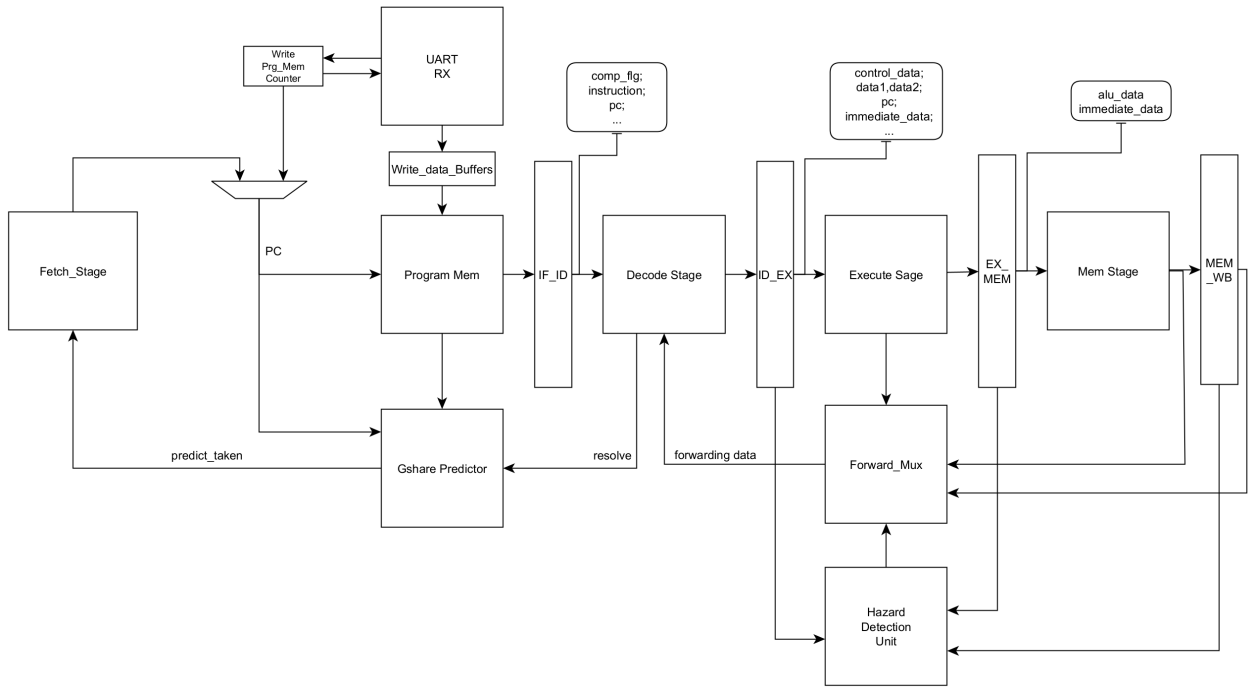 Write
Prg_Mem
Counter
UART
RX
comp_flg;
instruction;
pc;
...
control_data;
data1,data2;
pc;
immediate_data;
...
alu_data
immediate_data
Write_data_Buffers
PC
Fetch_Stage
Program Mem
IF_ID
Decode Stage
ID_EX
Execute Sage
EX_
MEM
Mem Stage
MEM
_WB
predict_taken
Gshare Predictor
resolve
forwarding data
Forward_Mux
Hazard
Detection
Unit